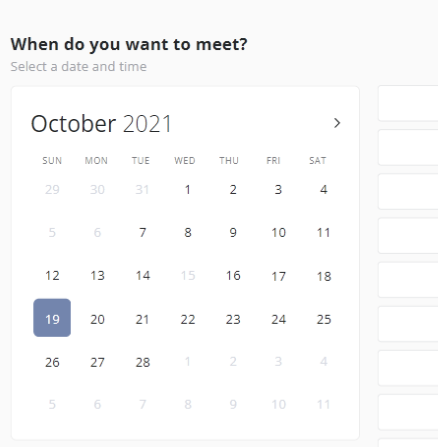 When do you want to meet?
Select a date and time
October 2021
SUN MON TUE WED THU FRI SAT
29 30 31 1 2 3 4
5 6 7 8 9 10 11
12 13 14 15 16 17 18
19 20 21 22 23 24 25
26 27 28 1 2 3 4
5 6 7 8 9 10 11